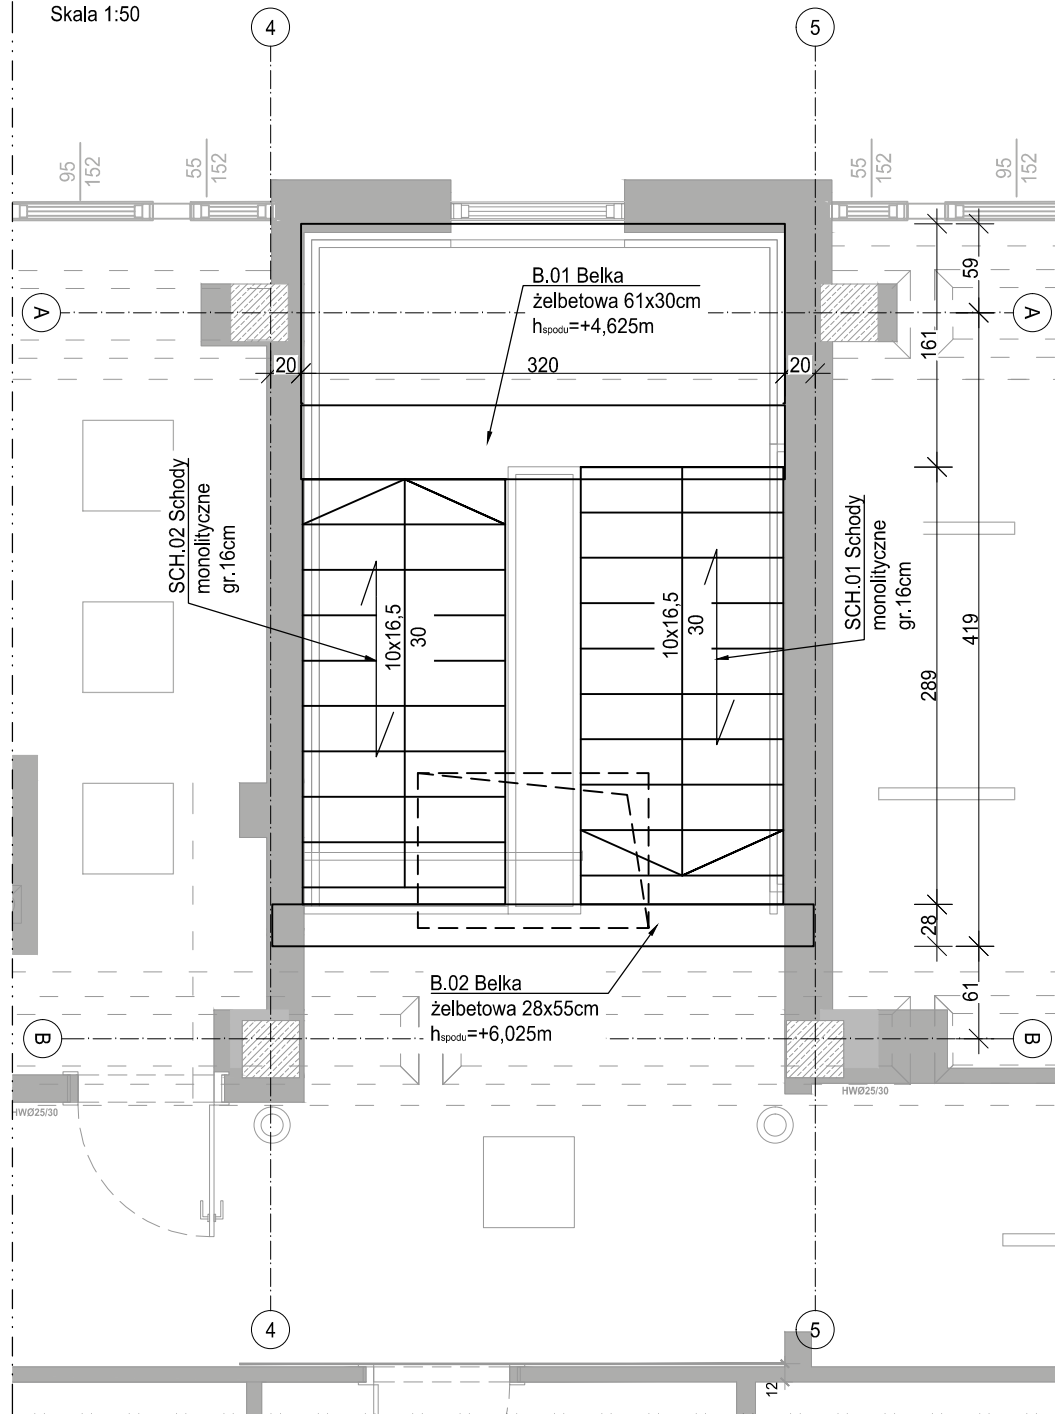 Skala 1:50
4
5
95
152
55
152
55
152
95
152
A
A
B.01 Belka
żelbetowa 61x30cm
hspodu=+4,625m
59
161
20
320
20
SCH.02 Schody
monolityczne
gr.16cm
10x16,5
30
10x16,5
30
SCH.01 Schody
monolityczne
gr.16cm
419
289
28
61
B.02 Belka
żelbetowa 28x55cm
hspodu=+6,025m
B
B
HWØ25/30
HWØ25/30
4
5
12